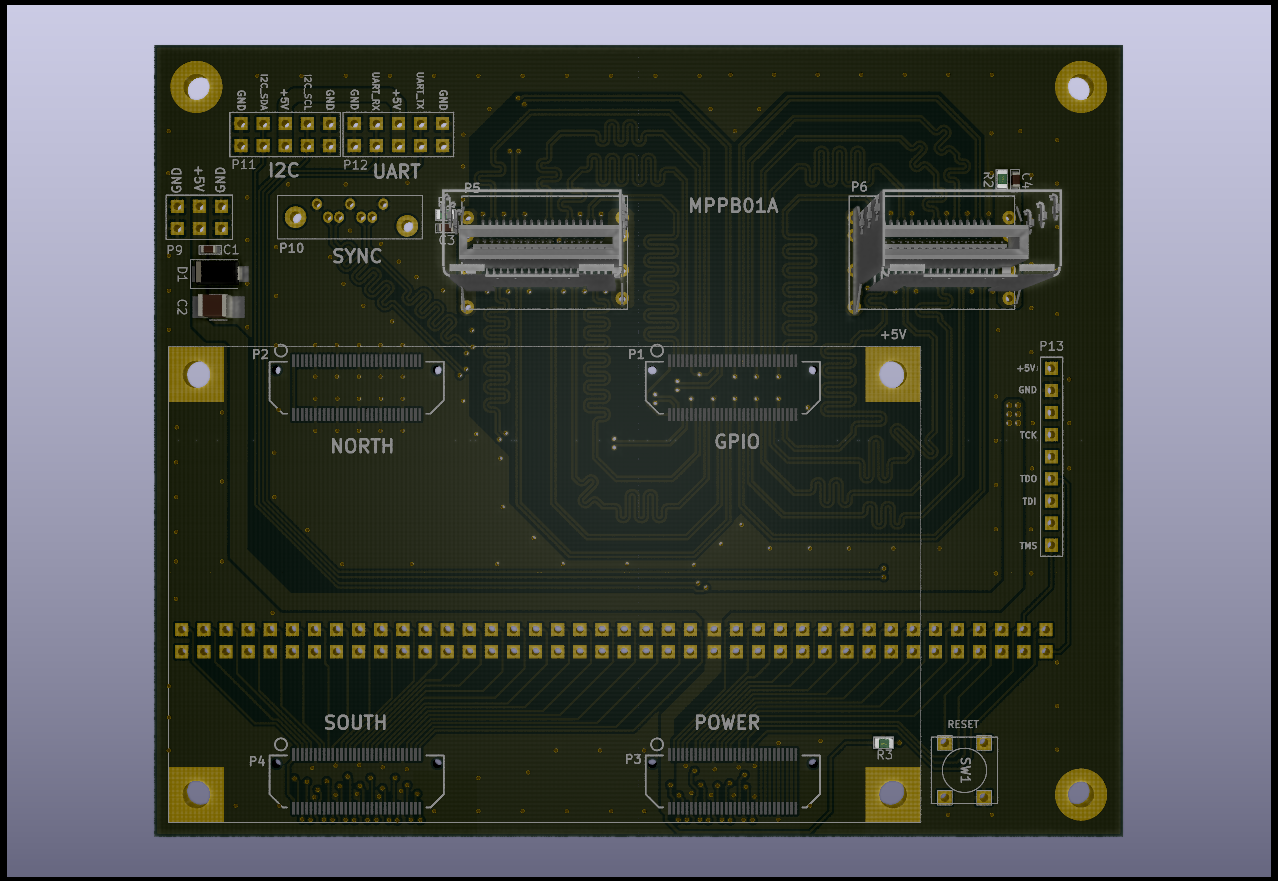 GND
I2C_SDA
+5V
I2C_SCL
GND
GND
UART_RX
+5V
UART_TX
GND
P11
I2C
P12
UART
GND
+5V
GND
P5
MPPB01A
P6
R2
C4
P9
C1
P10
SYNC
C3
D1
C2
P2
P1
+5V
P13
+5V
GND
TCK
TDO
TDI
TMS
NORTH
GPIO
SOUTH
POWER
RESET
P4
P3
R3
SW1